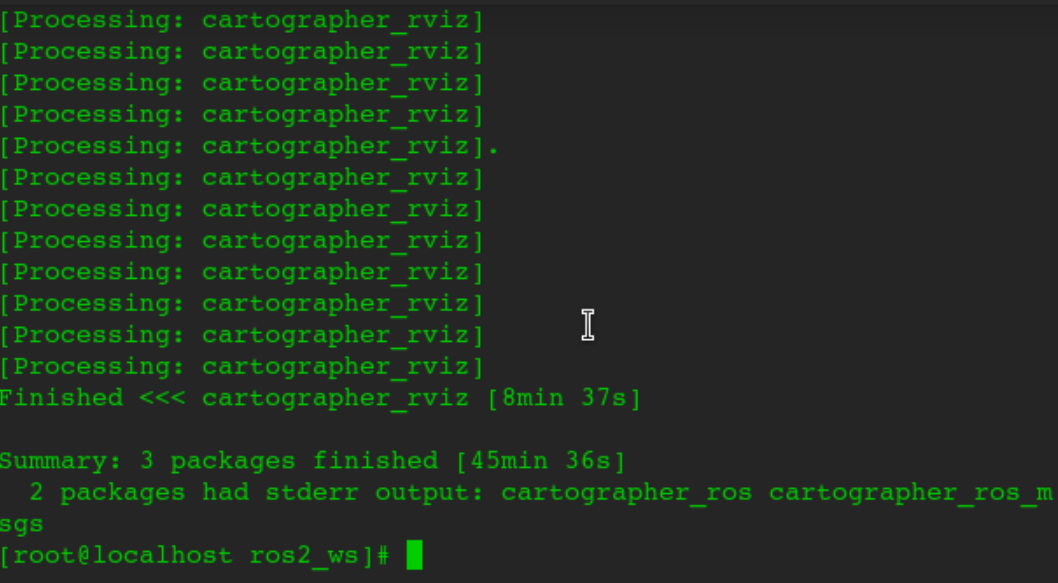 [Processing: cartographer_rviz]
[Processing: cartographer_rviz]
[Processing: cartographer_rviz]
[Processing: cartographer_rviz]
[Processing: cartographer_rviz].
[Processing: cartographer_rviz]
[Processing: cartographer_rviz]
[Processing: cartographer_rviz]
[Processing: cartographer_rviz]
[Processing: cartographer_rviz]
[Processing: cartographer_rviz]
[Processing: cartographer_rviz]
Finished <<< cartographer_rviz [8min 37s]

Summary: 3 packages finished [45min 36s]
  2 packages had stderr output: cartographer_ros cartographer_ros_m
sgs
[root@localhost ros2_ws]#